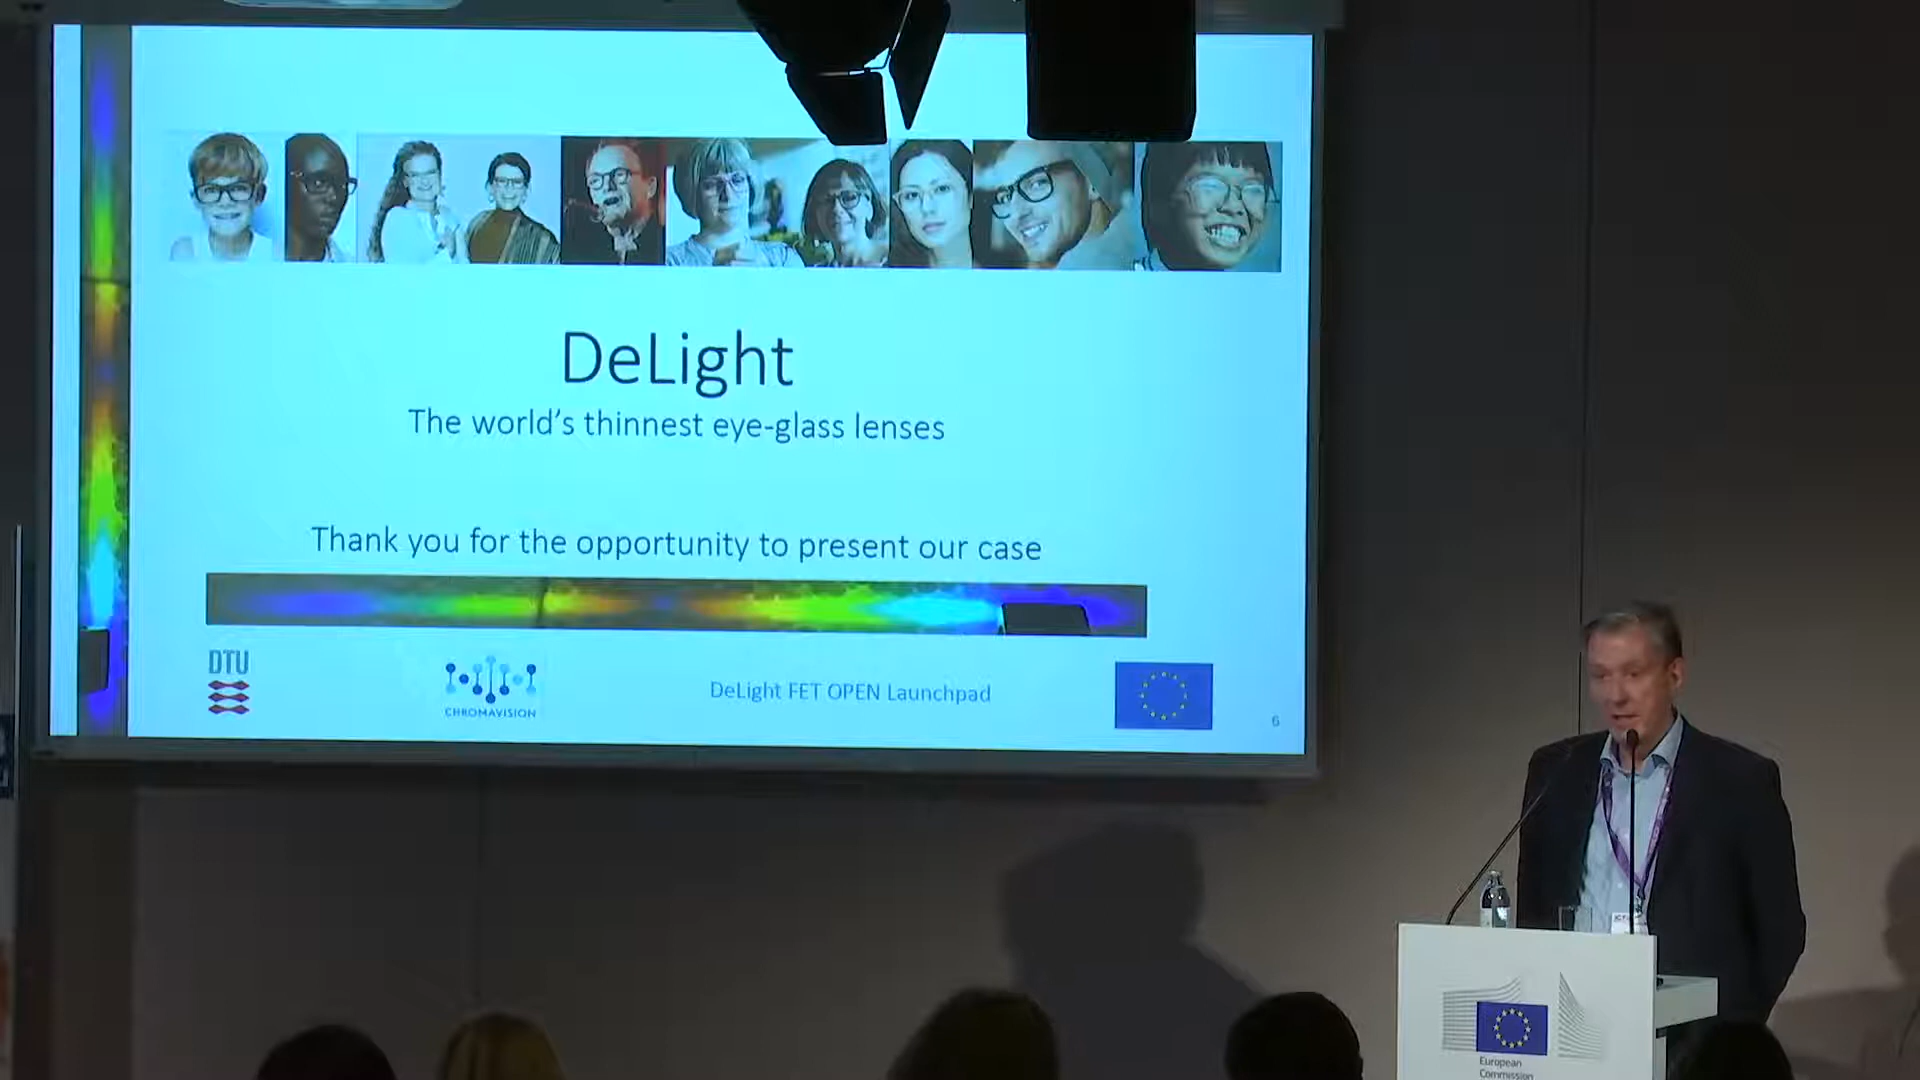 DeLight
The world's thinnest eye-glass lenses
Thank you for the opportunity to present our case
DTU
CHROMAVISION
DeLight FET OPEN Launchpad
6
European
Commission